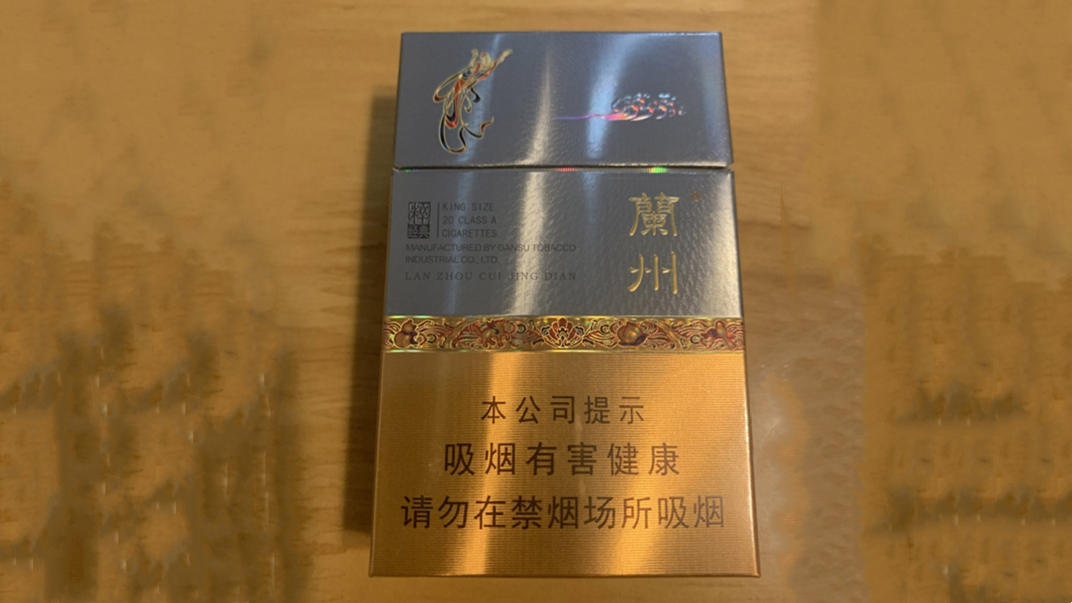 KING SIZE
20 CLASS A
CIGARETTES
经典
MANUFACTURED BY GANSU TOBACCO
INDUSTRIAL CO., LTD.
LAN ZHOU CUI JING DIAN
蘭
州
本公司提示
吸烟有害健康
请勿在禁烟场所吸烟